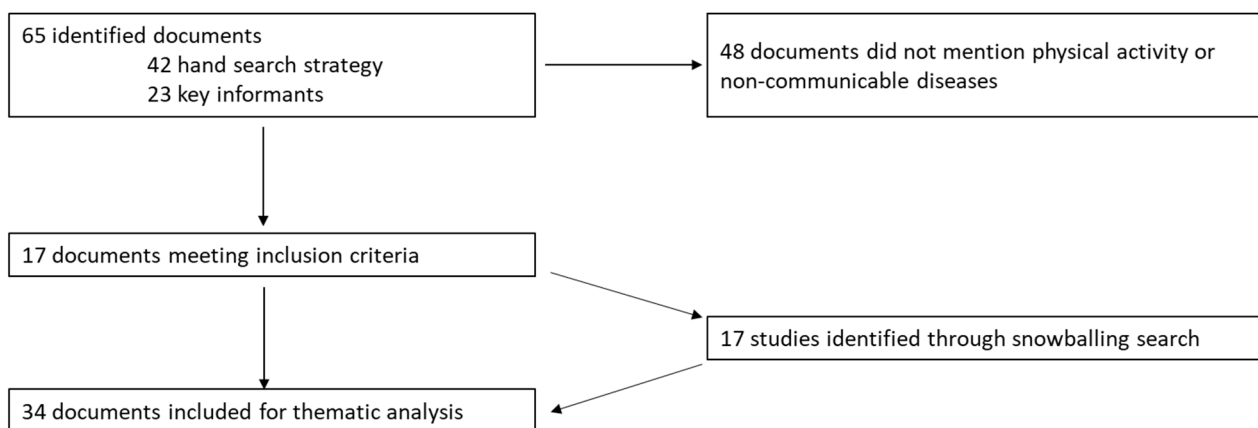 65 identified documents
42 hand search strategy
23 key informants
48 documents did not mention physical activity or
non-communicable diseases
17 documents meeting inclusion criteria
17 studies identified through snowballing search
34 documents included for thematic analysis